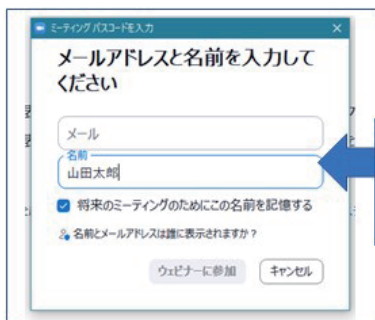 ミーティング パスコードを入力
メールアドレスと名前を入力して
ください
メール
名前
山田太郎
将来のミーティングのためにこの名前を記憶する
名前とメールアドレスは誰に表示されますか？
ウェビナーに参加
キャンセル